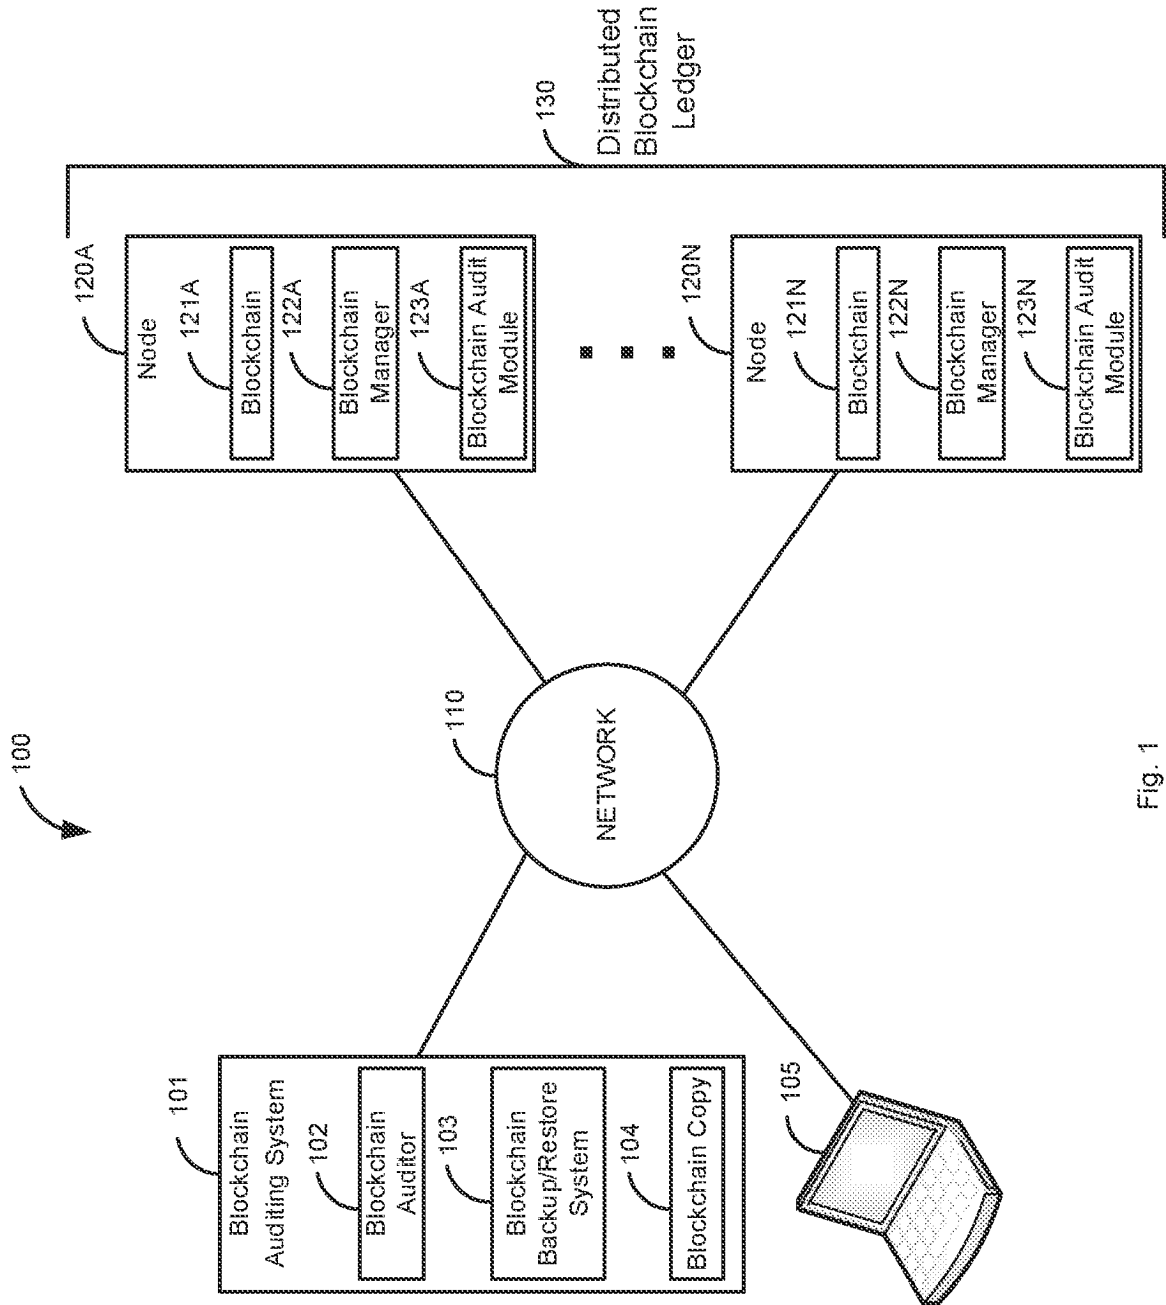 100
101
Blockchain
Auditing System
102
Blockchain
Auditor
103
Blockchain
Backup/Restore
System
104
Blockchain Copy
105
110
NETWORK
120A
Node
121A
Blockchain
122A
Blockchain
Manager
123A
Blockchain Audit
Module
120N
Node
121N
Blockchain
122N
Blockchain
Manager
123N
Blockchain Audit
Module
130
Distributed
Blockchain
Ledger
Fig. 1